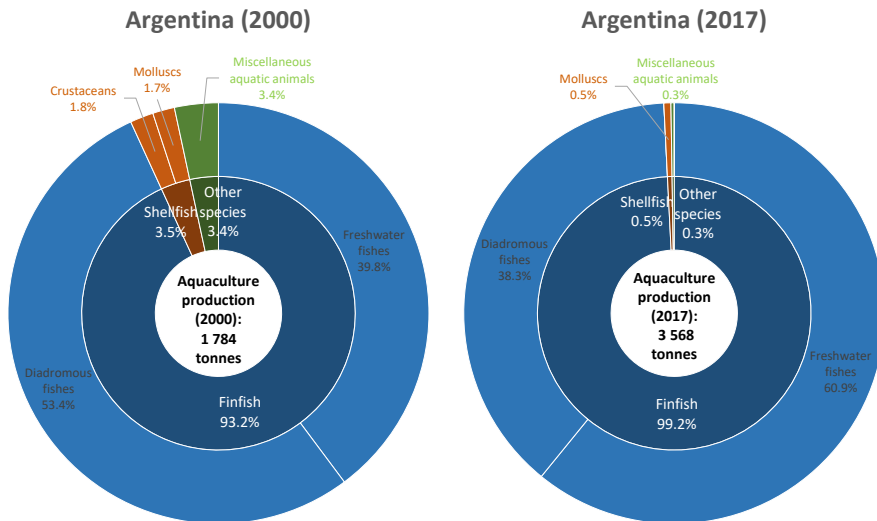 Argentina (2000)
Miscellaneous
aquatic animals
3.4%
Molluscs
1.7%
Crustaceans
1.8%
Other
species
3.4%
Shellfish
3.5%
Freshwater
fishes
39.8%
Aquaculture
production
(2000):
1 784
tonnes
Diadromous
fishes
53.4%
Finfish
93.2%
Argentina (2017)
Miscellaneous
aquatic animals
0.3%
Molluscs
0.5%
Shellfish
0.5%
Other
species
0.3%
Diadromous
fishes
38.3%
Aquaculture
production
(2017):
3 568
tonnes
Freshwater
fishes
60.9%
Finfish
99.2%